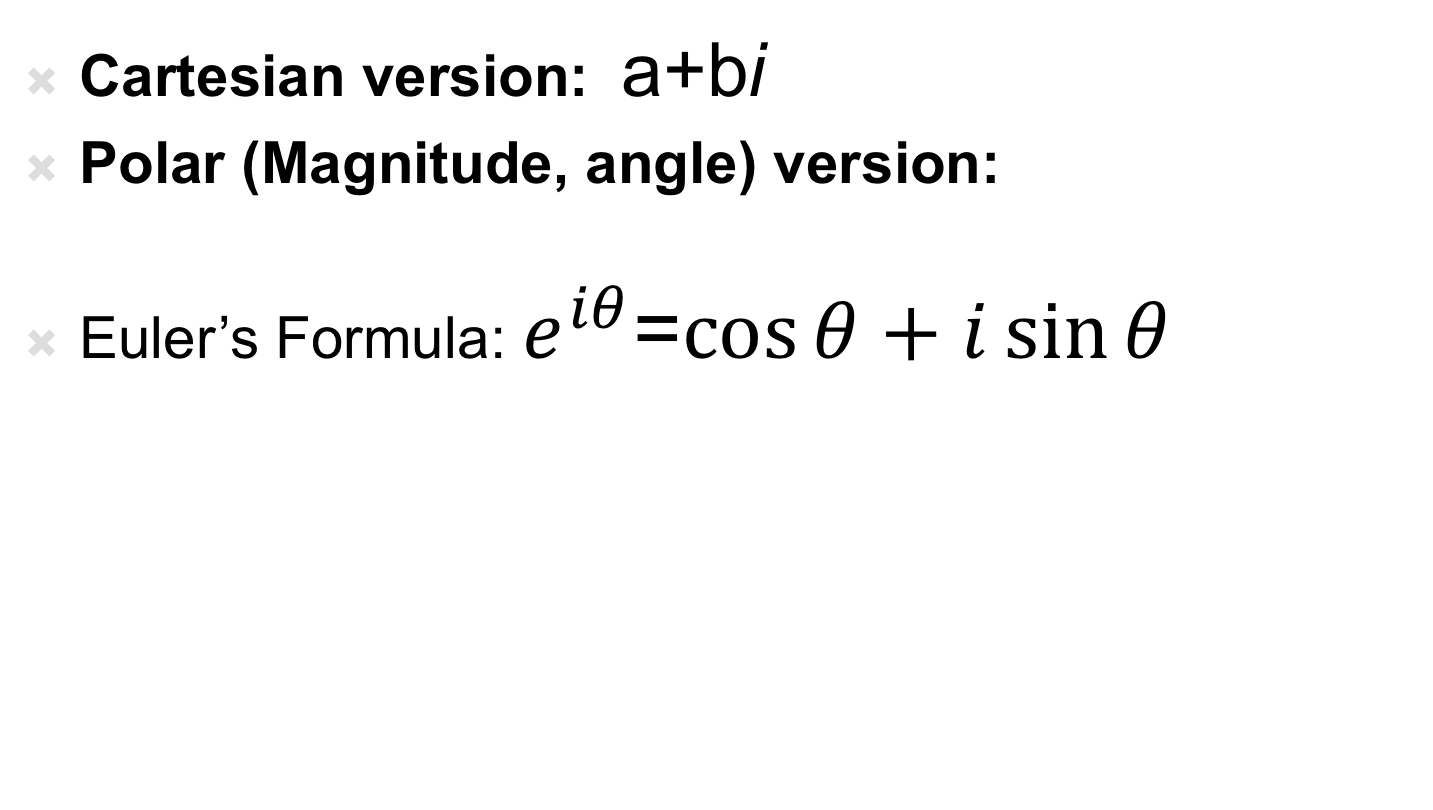 ✖ Cartesian version: a+bi
✖ Polar (Magnitude, angle) version:
✖ Euler’s Formula: e^{iθ}=cos θ + i sin θ